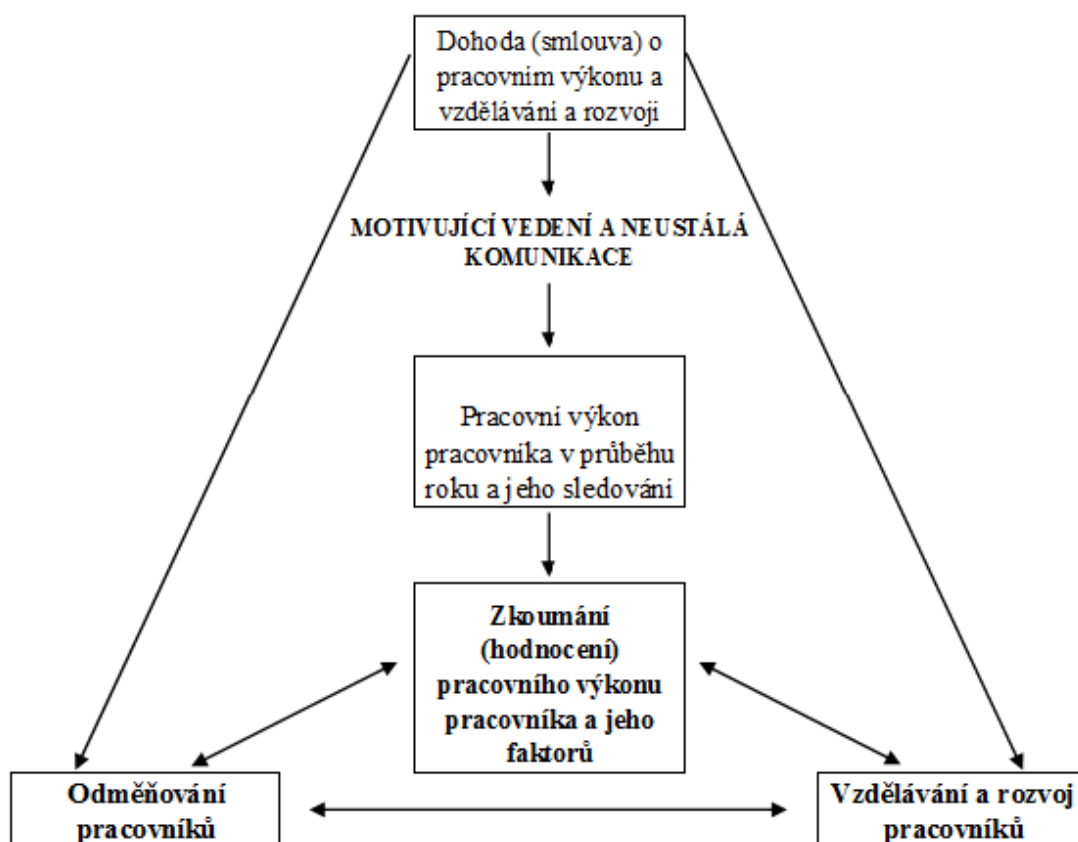 Dohoda (smlouva) o
pracovním výkonu a
vzdělávání a rozvoji
MOTIVUJÍCÍ VEDENÍ A NEUSTÁLÁ
KOMUNIKACE
Pracovní výkon
pracovníka v průběhu
roku a jeho sledování
Zkoumání
(hodnocení)
pracovního výkonu
pracovníka a jeho
faktorů
Odměňování
pracovníků
Vzdělávání a rozvoj
pracovníků